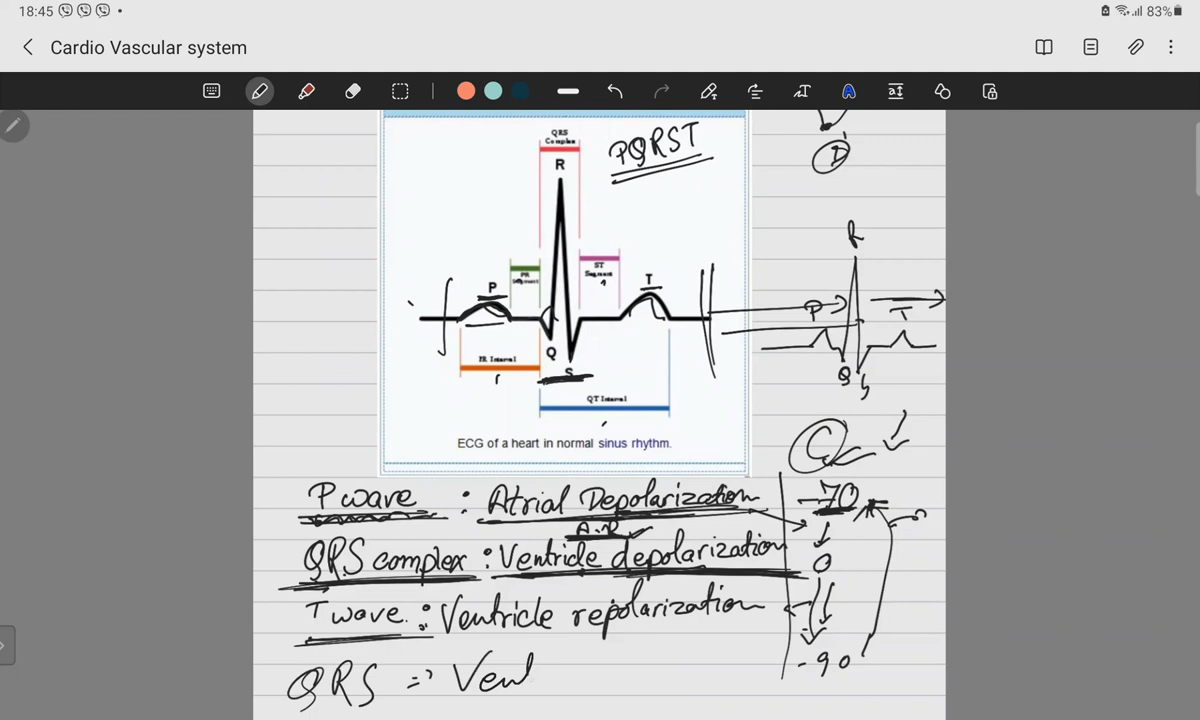 18:45
83%
Cardio Vascular system
QRS
Complex
PQRST
R
PR
Segment
ST
Segment
P
T
Q
S
PR Interval
QT Interval
ECG of a heart in normal sinus rhythm.
D
R
P
T
Q
S
P wave : Atrial Depolarization
A.R
QRS complex : Ventricle depolarization
T wave : Ventricle repolarization
QRS => Ven
-70
0
-90